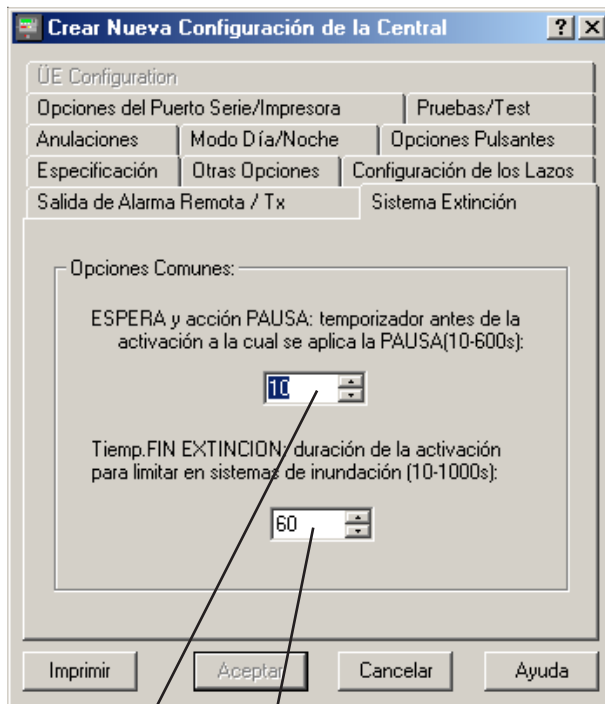 Crear Nueva Configuración de la Central
ÜE Configuration
Opciones del Puerto Serie/Impresora Pruebas/Test
Anulaciones Modo Día/Noche Opciones Pulsantes
Especificación Otras Opciones Configuración de los Lazos
Salida de Alarma Remota / Tx Sistema Extinción
Opciones Comunes:
ESPERA y acción PAUSA: temporizador antes de la
activación a la cual se aplica la PAUSA(10-600s):
10
Tiemp.FIN EXTINCION: duración de la activación
para limitar en sistemas de inundación (10-1000s):
60
Imprimir Aceptar Cancelar Ayuda